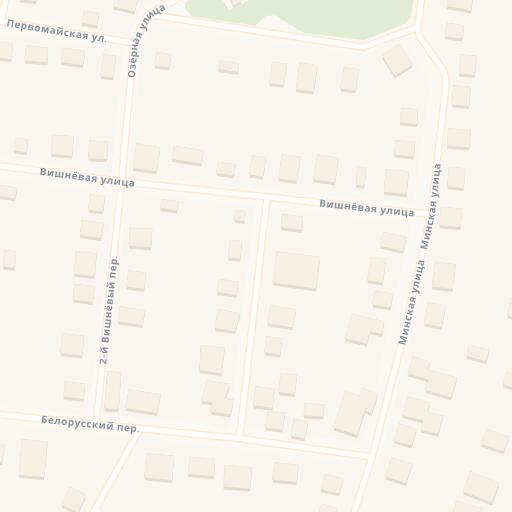 Первомайская ул.
Озёрная улица
Вишнёвая улица
Вишнёвая улица
Минская улица
Минская улица
2-й Вишнёвый пер.
Белорусский пер.